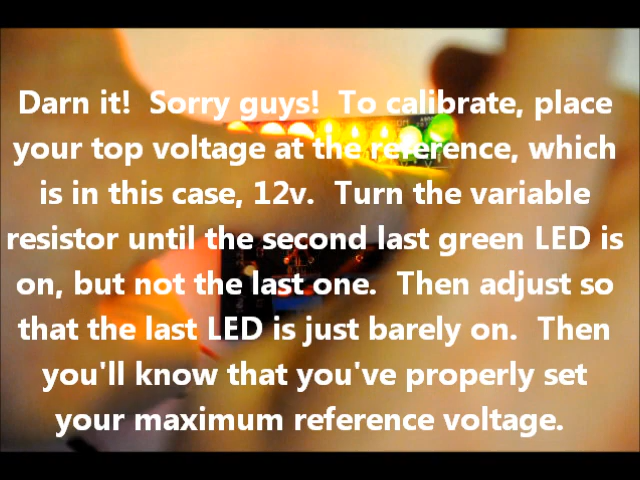 Darn it!  Sorry guys!  To calibrate, place
your top voltage at the reference, which
is in this case, 12v.  Turn the variable
resistor until the second last green LED is
on, but not the last one.  Then adjust so
that the last LED is just barely on.  Then
you'll know that you've properly set
your maximum reference voltage.